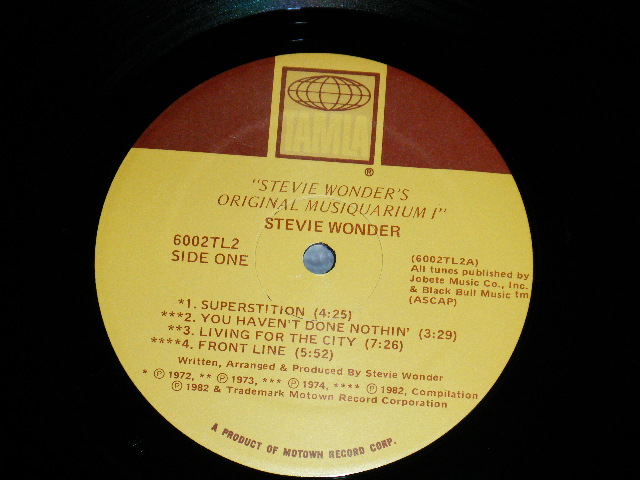 TAMLA
®
"STEVIE WONDER'S
ORIGINAL MUSIQUARIUM I"
STEVIE WONDER
6002TL2
SIDE ONE
(6002TL2A)
All tunes published by
Jobete Music Co., Inc.
& Black Bull Music tm
(ASCAP)
*1. SUPERSTITION (4:25)
***2. YOU HAVEN'T DONE NOTHIN' (3:29)
**3. LIVING FOR THE CITY (7:26)
****4. FRONT LINE (5:52)
Written, Arranged & Produced By Stevie Wonder
* ℗ 1972, ** ℗ 1973, *** ℗ 1974, **** ℗ 1982, Compilation
℗ 1982 & Trademark Motown Record Corporation
A PRODUCT OF MOTOWN RECORD CORP.